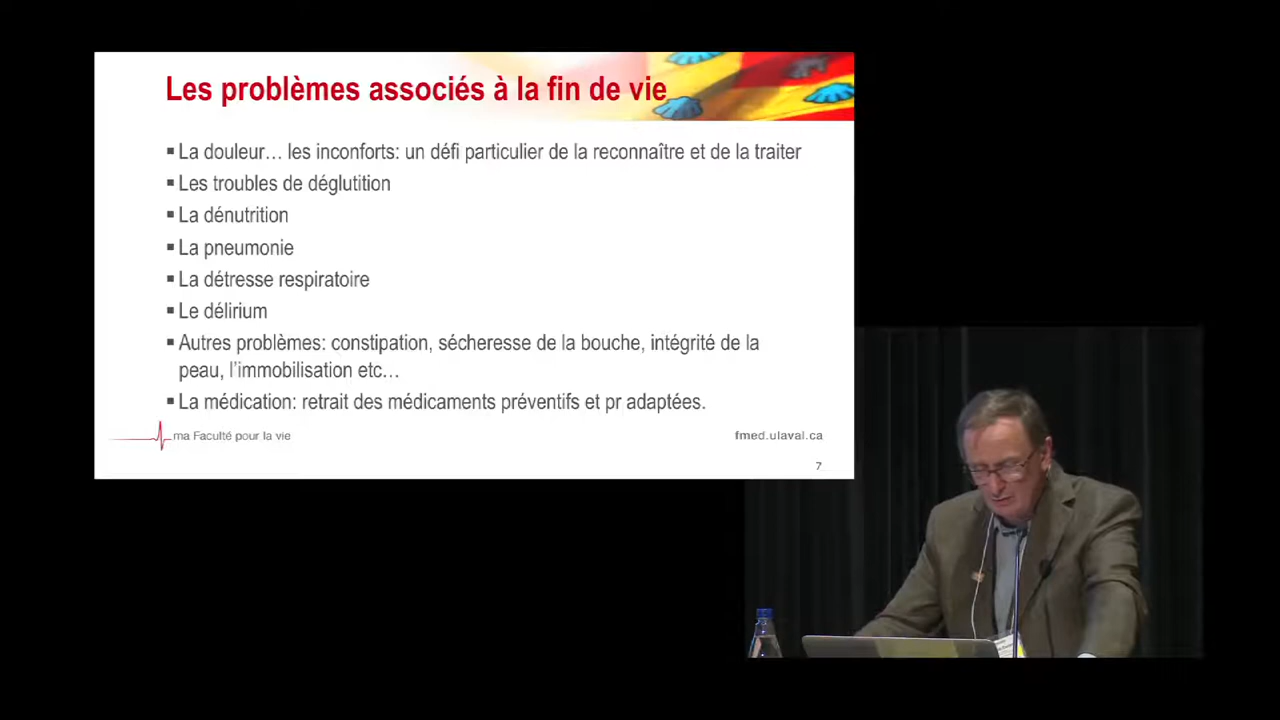 Les problèmes associés à la fin de vie
▪ La douleur… les inconforts: un défi particulier de la reconnaître et de la traiter
▪ Les troubles de déglutition
▪ La dénutrition
▪ La pneumonie
▪ La détresse respiratoire
▪ Le délirium
▪ Autres problèmes: constipation, sécheresse de la bouche, intégrité de la
peau, l'immobilisation etc…
▪ La médication: retrait des médicaments préventifs et pr adaptées.
ma Faculté pour la vie
fmed.ulaval.ca
7